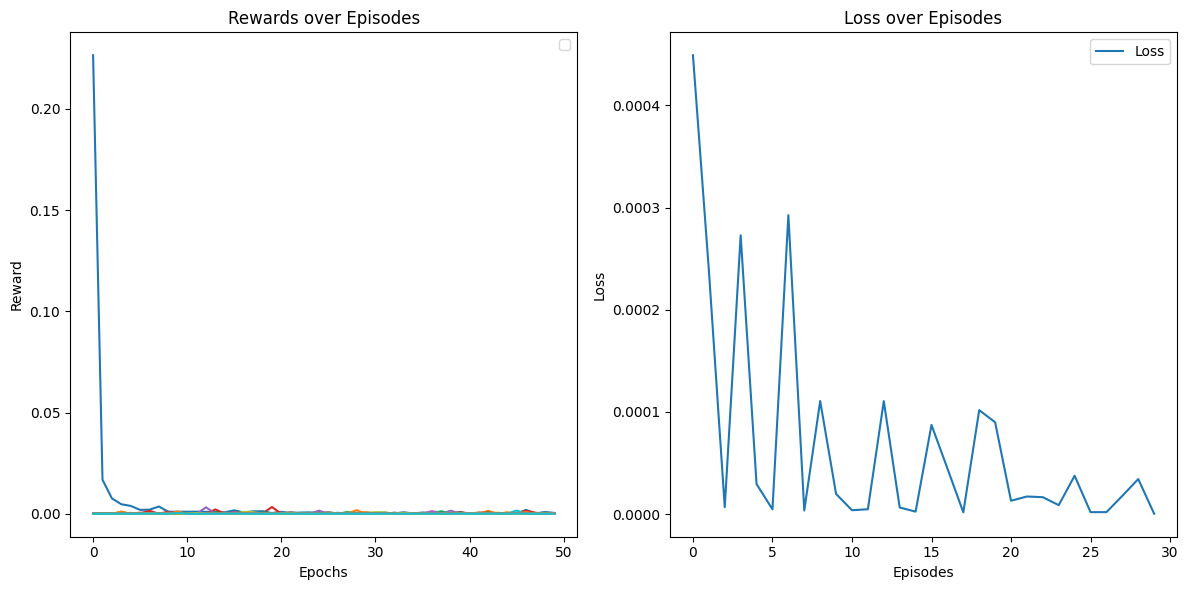 Rewards over Episodes
Reward
0.20
0.15
0.10
0.05
0.00
0 10 20 30 40 50
Epochs
Loss over Episodes
Loss
Loss
0.0004
0.0003
0.0002
0.0001
0.0000
0 5 10 15 20 25 30
Episodes